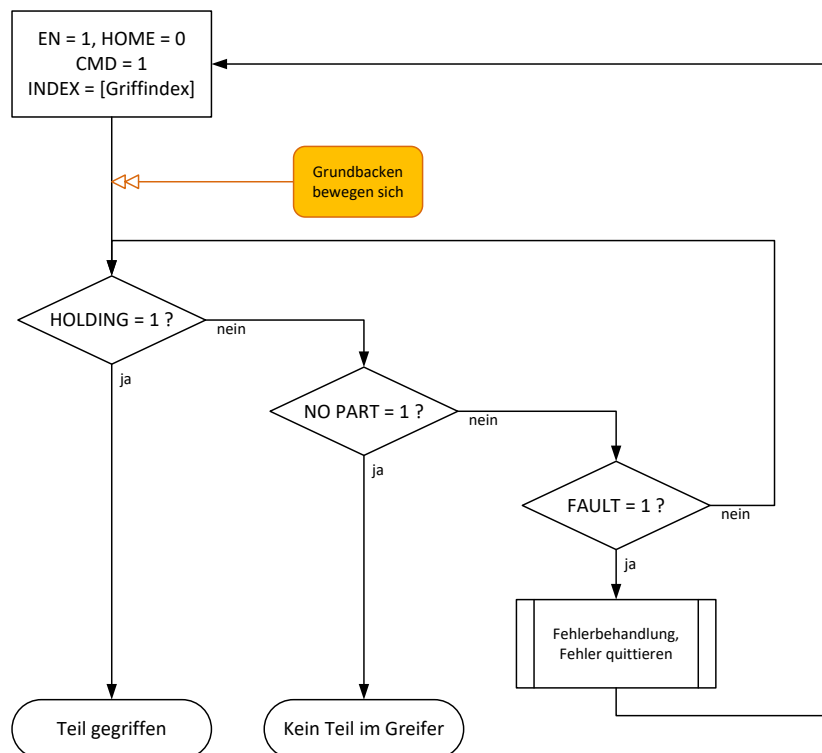 EN = 1, HOME = 0
CMD = 1
INDEX = [Griffindex]
Grundbacken
bewegen sich
HOLDING = 1 ?
nein
ja
NO PART = 1 ?
nein
ja
FAULT = 1 ?
nein
ja
Fehlerbehandlung,
Fehler quittieren
Teil gegriffen
Kein Teil im Greifer